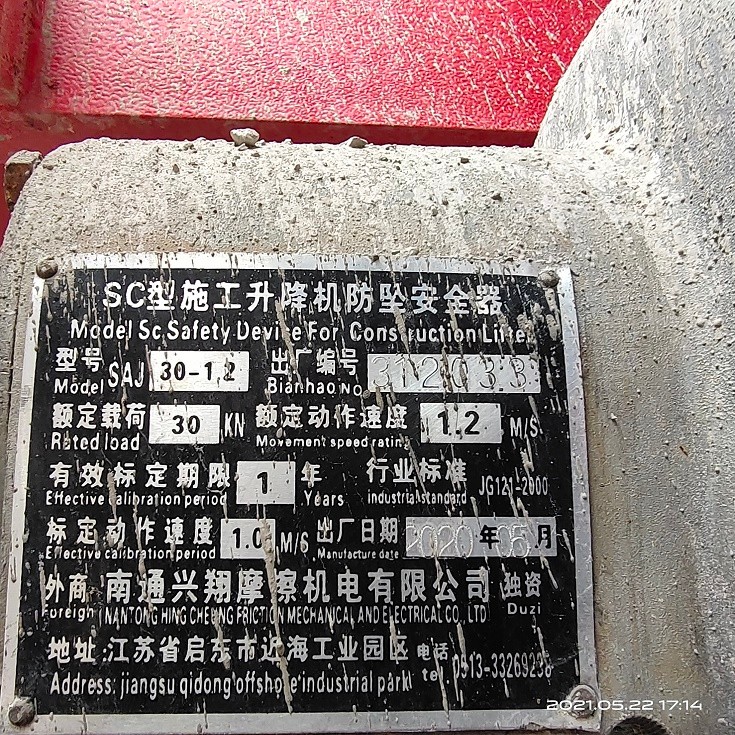 SC型施工升降机防坠安全器
Model Sc Safety Device For Construction Lifter
型号 SAJ 30-1.2 出厂编号 312033
Model Bianhao No
额定载荷 30 KN 额定动作速度 1.2 M/S
Rated load Movement speed rating
有效标定期限 1 年 行业标准 JG121-2000
Effective calibration period Years industrial standard
标定动作速度 1.0 M/S 出厂日期 2020年05月
Effective calibration period Manufacture date
外商 南通兴翔摩擦机电有限公司 独资
Foreign NANTONG HING CHEUNG FRICTION MECHANICAL AND ELECTRICAL CO., LTD Duzi
地址:江苏省启东市近海工业园区 电话
Address: jiangsu qidong offshore industrial park tel: 0513-33269238
2021.05.22 17:14